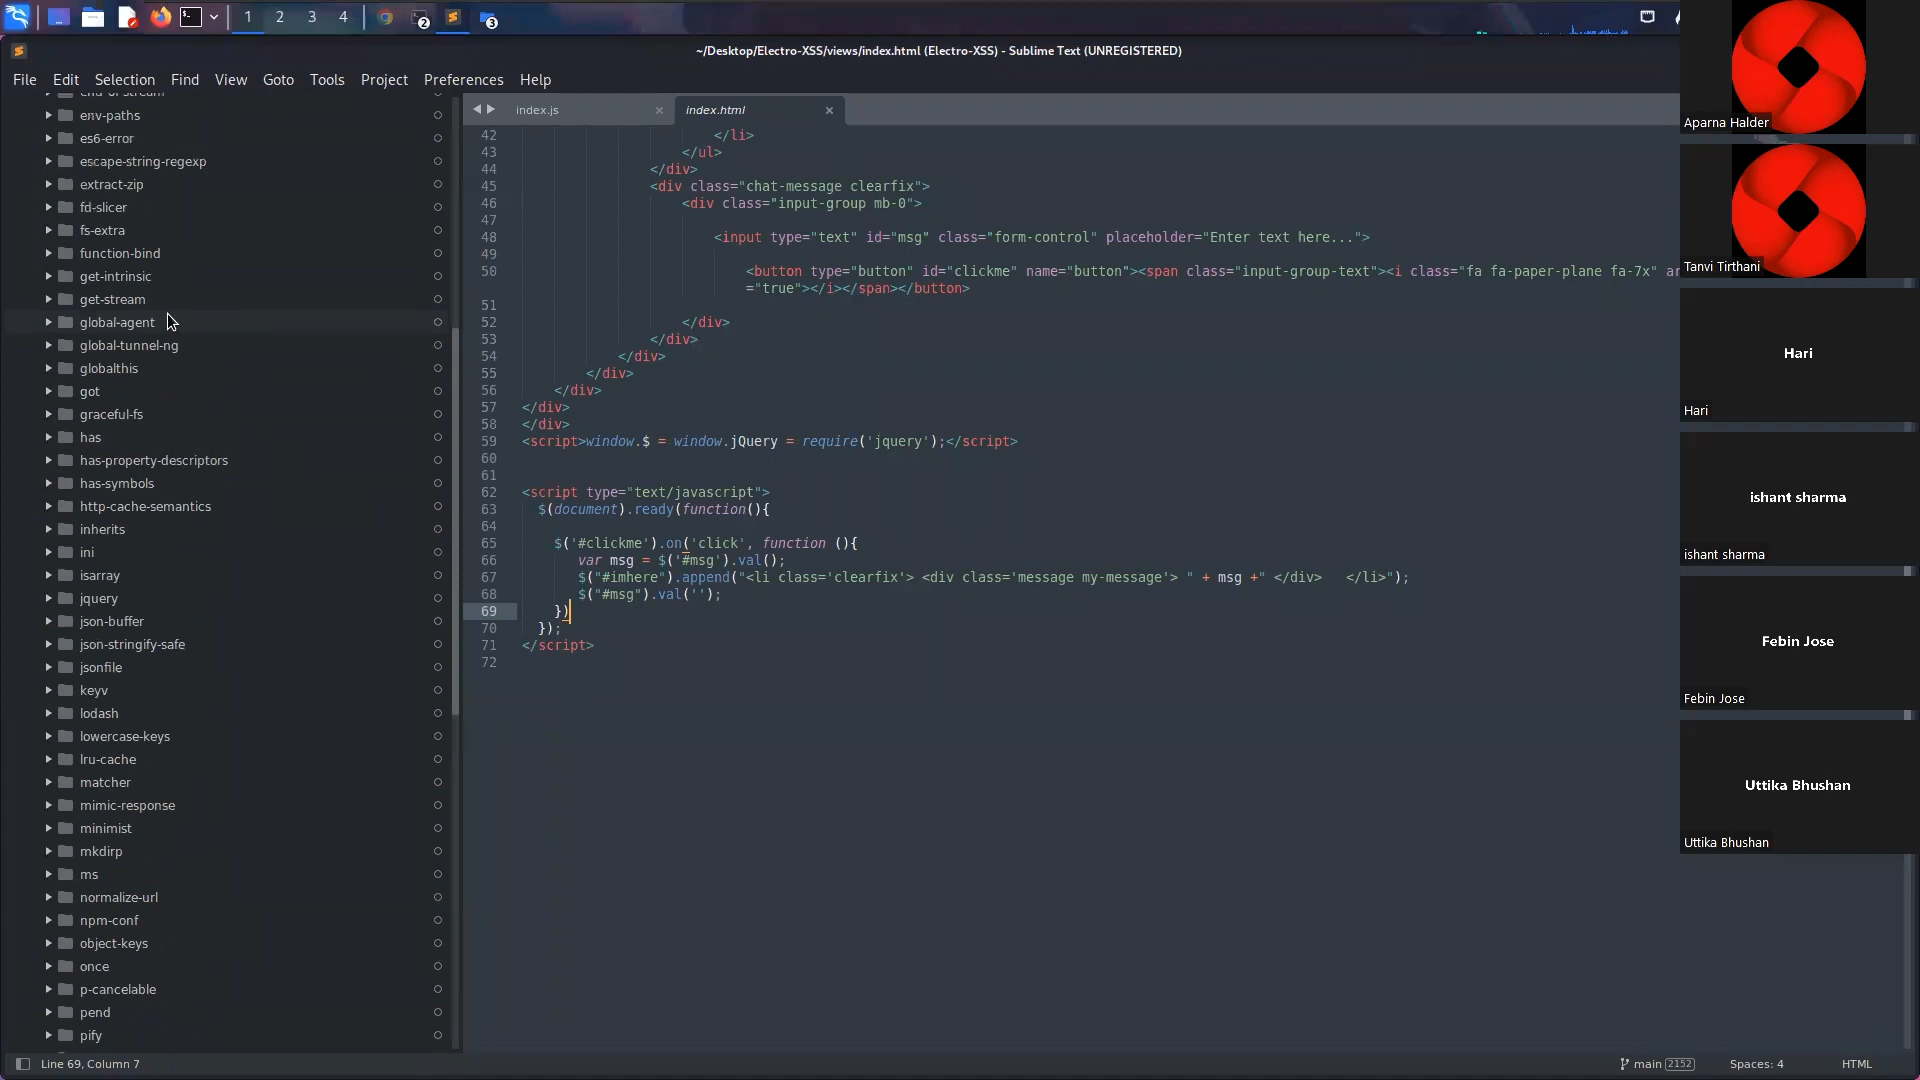 1 2 3 4 2 3
~/Desktop/Electro-XSS/views/index.html (Electro-XSS) - Sublime Text (UNREGISTERED)
File Edit Selection Find View Goto Tools Project Preferences Help
end-of-stream
env-paths
es6-error
escape-string-regexp
extract-zip
fd-slicer
fs-extra
function-bind
get-intrinsic
get-stream
global-agent
global-tunnel-ng
globalthis
got
graceful-fs
has
has-property-descriptors
has-symbols
http-cache-semantics
inherits
ini
isarray
jquery
json-buffer
json-stringify-safe
jsonfile
keyv
lodash
lowercase-keys
lru-cache
matcher
mimic-response
minimist
mkdirp
ms
normalize-url
npm-conf
object-keys
once
p-cancelable
pend
pify
index.js × index.html ×
42 </li>
43 </ul>
44 </div>
45 <div class="chat-message clearfix">
46 <div class="input-group mb-0">
47
48 <input type="text" id="msg" class="form-control" placeholder="Enter text here...">
49
50 <button type="button" id="clickme" name="button"><span class="input-group-text"><i class="fa fa-paper-plane fa-7x" ar
="true"></i></span></button>
51
52 </div>
53 </div>
54 </div>
55 </div>
56 </div>
57 </div>
58 </div>
59 <script>window.$ = window.jQuery = require('jquery');</script>
60
61
62 <script type="text/javascript">
63 $(document).ready(function(){
64
65 $('#clickme').on('click', function (){
66 var msg = $('#msg').val();
67 $("#imhere").append("<li class='clearfix'> <div class='message my-message'> " + msg +" </div> </li>");
68 $("#msg").val('');
69 })
70 });
71 </script>
72
Aparna Halder
Tanvi Tirthani
Hari
Hari
ishant sharma
ishant sharma
Febin Jose
Febin Jose
Uttika Bhushan
Uttika Bhushan
Line 69, Column 7 main 2152 Spaces: 4 HTML